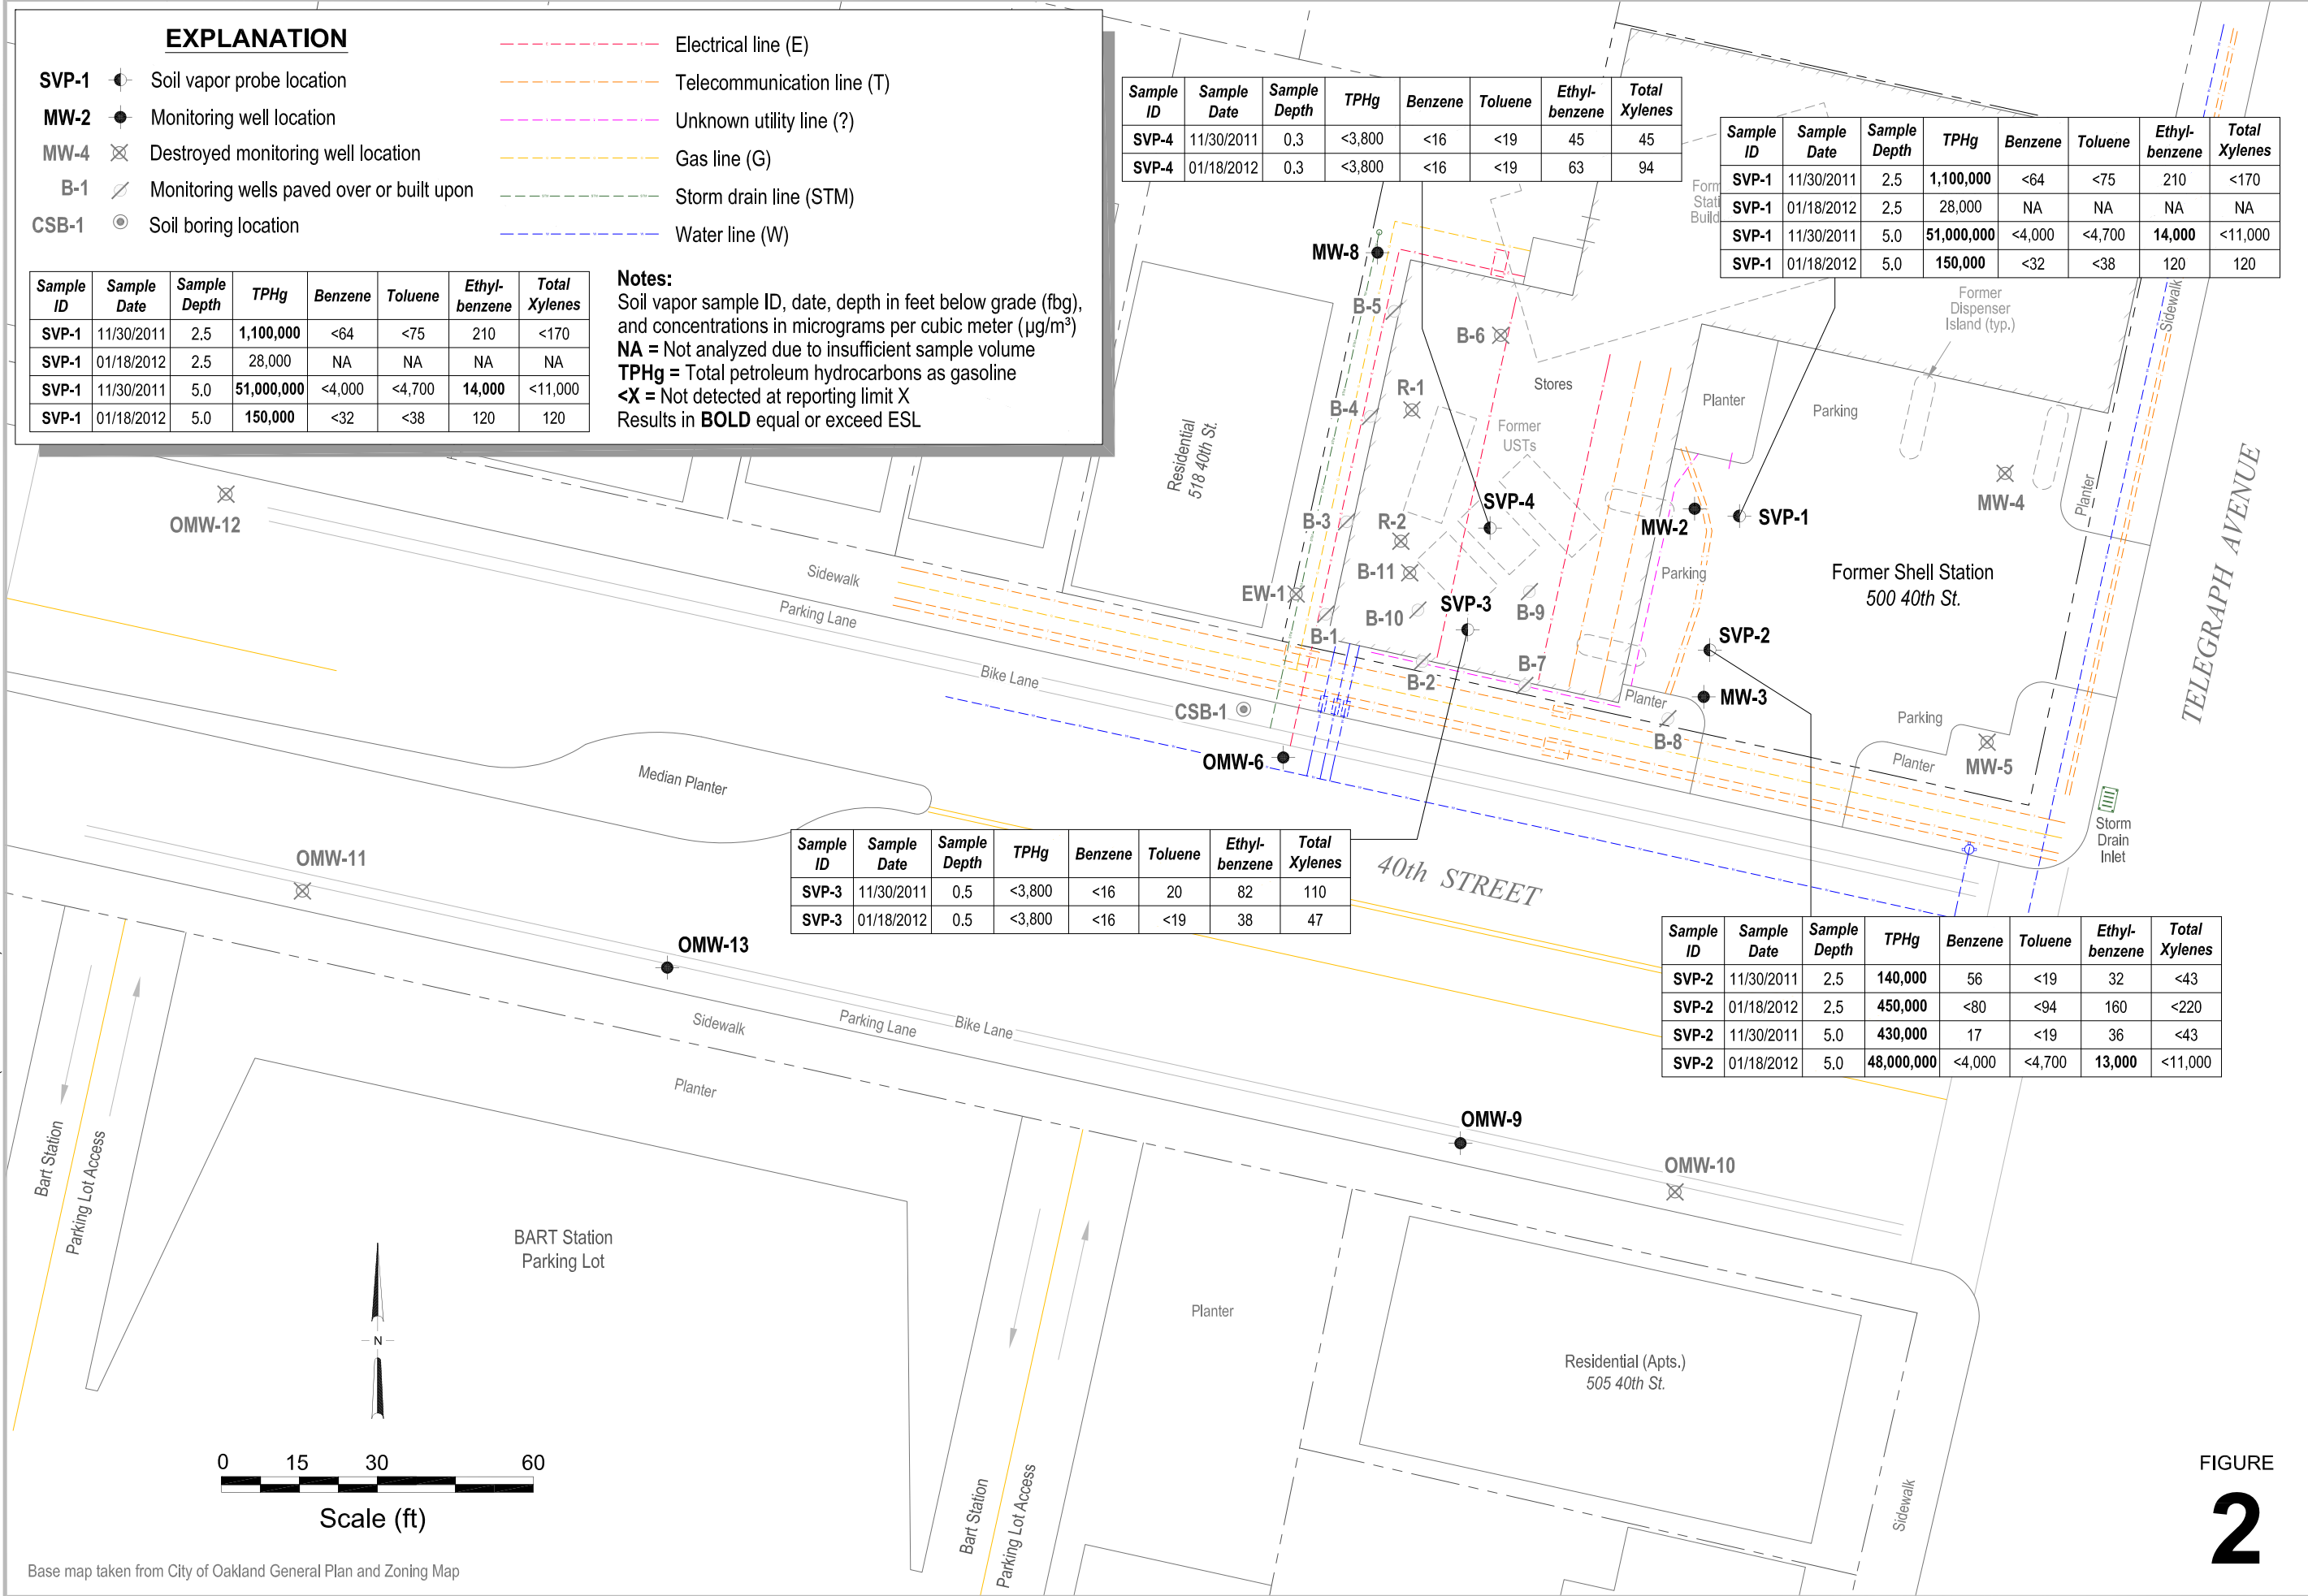 EXPLANATION
SVP-1 Soil vapor probe location
MW-2 Monitoring well location
MW-4 Destroyed monitoring well location
B-1 Monitoring wells paved over or built upon
CSB-1 Soil boring location
Electrical line (E)
Telecommunication line (T)
Unknown utility line (?)
Gas line (G)
Storm drain line (STM)
Water line (W)
Sample ID Sample Date Sample Depth TPHg Benzene Toluene Ethyl-benzene Total Xylenes
SVP-1 11/30/2011 2.5 1,100,000 <64 <75 210 <170
SVP-1 01/18/2012 2.5 28,000 NA NA NA NA
SVP-1 11/30/2011 5.0 51,000,000 <4,000 <4,700 14,000 <11,000
SVP-1 01/18/2012 5.0 150,000 <32 <38 120 120
Notes:
Soil vapor sample ID, date, depth in feet below grade (fbg),
and concentrations in micrograms per cubic meter (µg/m³)
NA = Not analyzed due to insufficient sample volume
TPHg = Total petroleum hydrocarbons as gasoline
<X = Not detected at reporting limit X
Results in BOLD equal or exceed ESL
Sample ID Sample Date Sample Depth TPHg Benzene Toluene Ethyl-benzene Total Xylenes
SVP-4 11/30/2011 0.3 <3,800 <16 <19 45 45
SVP-4 01/18/2012 0.3 <3,800 <16 <19 63 94
Sample ID Sample Date Sample Depth TPHg Benzene Toluene Ethyl-benzene Total Xylenes
SVP-1 11/30/2011 2.5 1,100,000 <64 <75 210 <170
SVP-1 01/18/2012 2.5 28,000 NA NA NA NA
SVP-1 11/30/2011 5.0 51,000,000 <4,000 <4,700 14,000 <11,000
SVP-1 01/18/2012 5.0 150,000 <32 <38 120 120
MW-8
B-5
B-6
Former
Dispenser
Island (typ.)
Sidewalk
Stores
R-1
B-4
Planter
Parking
Former
USTs
Residential
518 40th St.
MW-4
Planter
TELEGRAPH AVENUE
OMW-12
SVP-4
B-3
R-2
MW-2
SVP-1
Sidewalk
B-11
Parking
Former Shell Station
500 40th St.
EW-1
SVP-3
B-9
Parking Lane
B-10
B-1
SVP-2
Bike Lane
B-7
B-2
Planter
MW-3
CSB-1
B-8
Parking
OMW-6
Planter
MW-5
Median Planter
Storm
Drain
Inlet
OMW-11
Sample ID Sample Date Sample Depth TPHg Benzene Toluene Ethyl-benzene Total Xylenes
SVP-3 11/30/2011 0.5 <3,800 <16 20 82 110
SVP-3 01/18/2012 0.5 <3,800 <16 <19 38 47
40th STREET
OMW-13
Sample ID Sample Date Sample Depth TPHg Benzene Toluene Ethyl-benzene Total Xylenes
SVP-2 11/30/2011 2.5 140,000 56 <19 32 <43
SVP-2 01/18/2012 2.5 450,000 <80 <94 160 <220
SVP-2 11/30/2011 5.0 430,000 17 <19 36 <43
SVP-2 01/18/2012 5.0 48,000,000 <4,000 <4,700 13,000 <11,000
Sidewalk
Parking Lane
Bike Lane
Planter
Bart Station
Parking Lot Access
OMW-9
OMW-10
BART Station
Parking Lot
N
Planter
Residential (Apts.)
505 40th St.
Bart Station
Parking Lot Access
Sidewalk
0 15 30 60
Scale (ft)
FIGURE
2
Base map taken from City of Oakland General Plan and Zoning Map